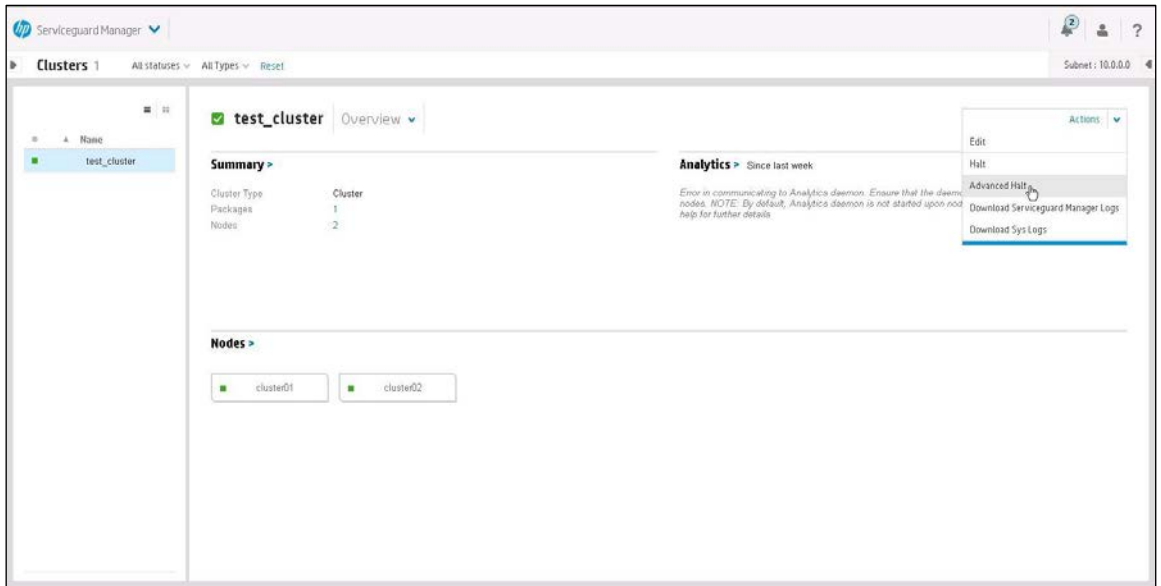 hp Serviceguard Manager 2 ?
Clusters 1 All statuses All Types Reset Subnet : 10.0.0.0
test_cluster Overview Actions
Name Edit
test_cluster Halt
Summary > Analytics > Since last week
Advanced Halt
Cluster Type Cluster Error in communicating to Analytics daemon. Ensure that the
Packages 1 nodes. NOTE: By default, Analytics daemon is not started upon Download Serviceguard Manager Logs
Nodes 2 help for further details Download Sys Logs
Nodes >
cluster01 cluster02